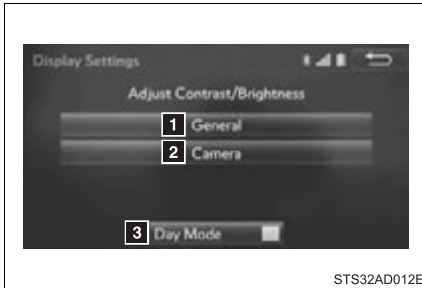 Display Settings
Adjust Contrast/Brightness
1 General
2 Camera
3 Day Mode
STS32AD012E